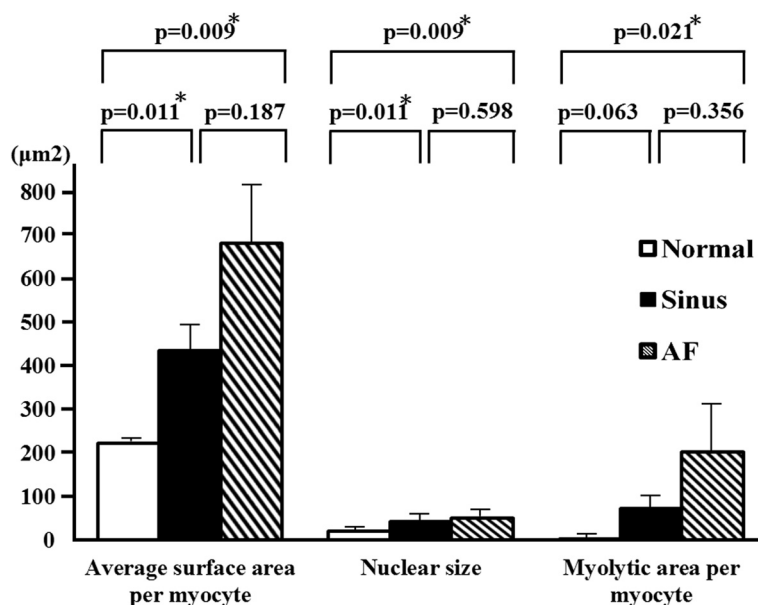 p=0.009* p=0.009* p=0.021*
p=0.011* p=0.187 p=0.011* p=0.598 p=0.063 p=0.356
(μm2)
800
700
600
500
400
300
200
100
0
Normal
Sinus
AF
Average surface area
per myocyte
Nuclear size
Myolytic area per
myocyte